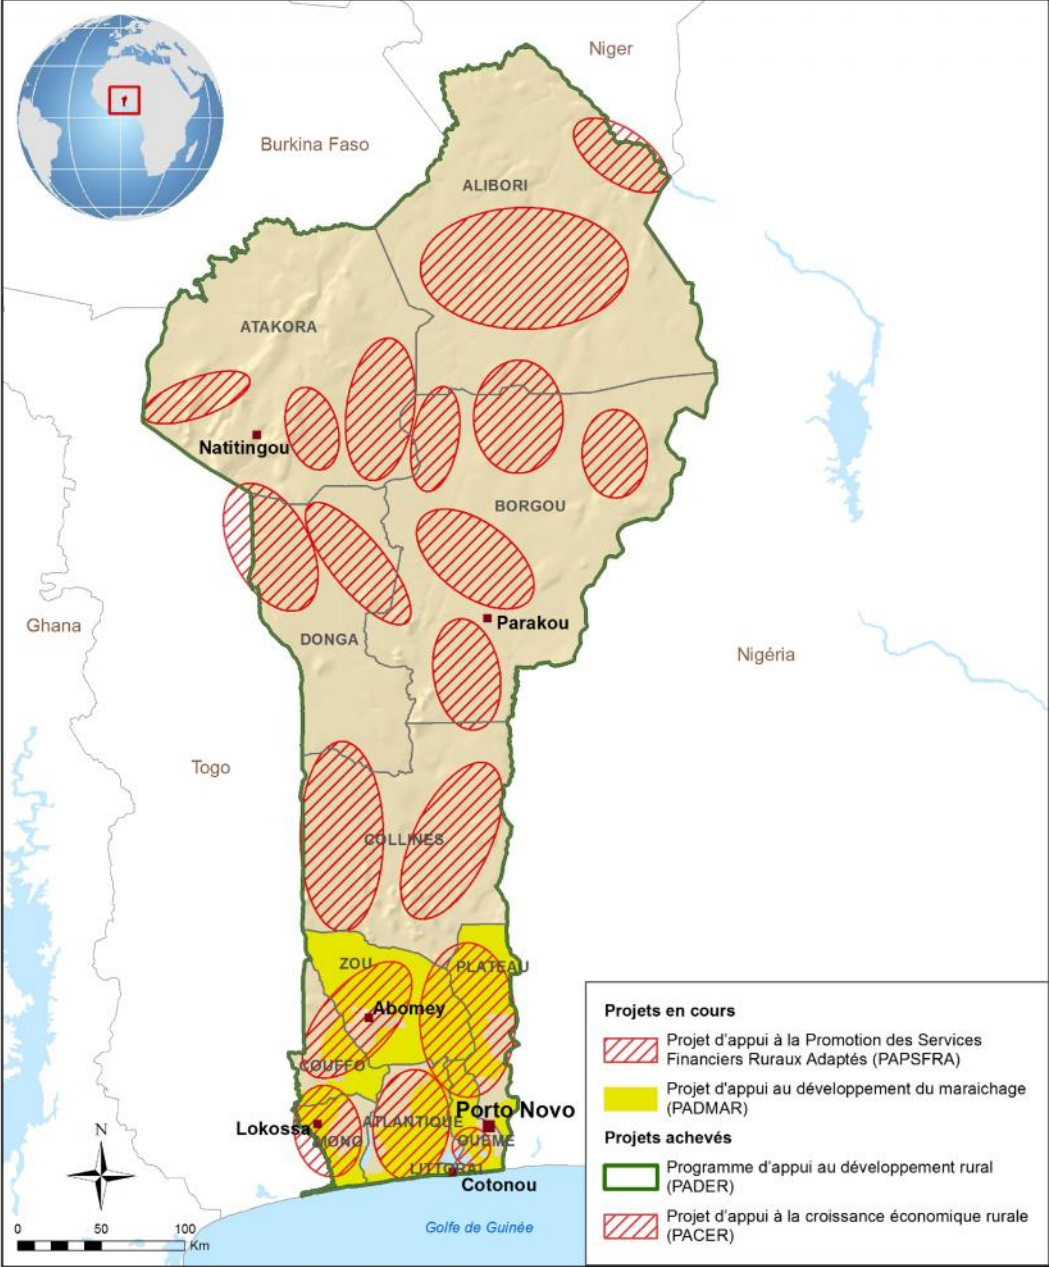 Niger
Burkina Faso
ALIBORI
ATAKORA
Natitingou
BORGOU
Ghana
Parakou
DONGA
Nigéria
Togo
COLLINES
ZOU
PLATEAU
Abomey
COUFFO
Porto Novo
ATLANTIQUE
Lokossa
MONO
OUEME
LITTORAL
Cotonou
Golfe de Guinée
N
0 50 100
Km
Projets en cours
Projet d'appui à la Promotion des Services
Financiers Ruraux Adaptés (PAPSFRA)
Projet d'appui au développement du maraichage
(PADMAR)
Projets achevés
Programme d'appui au développement rural
(PADER)
Projet d'appui à la croissance économique rurale
(PACER)